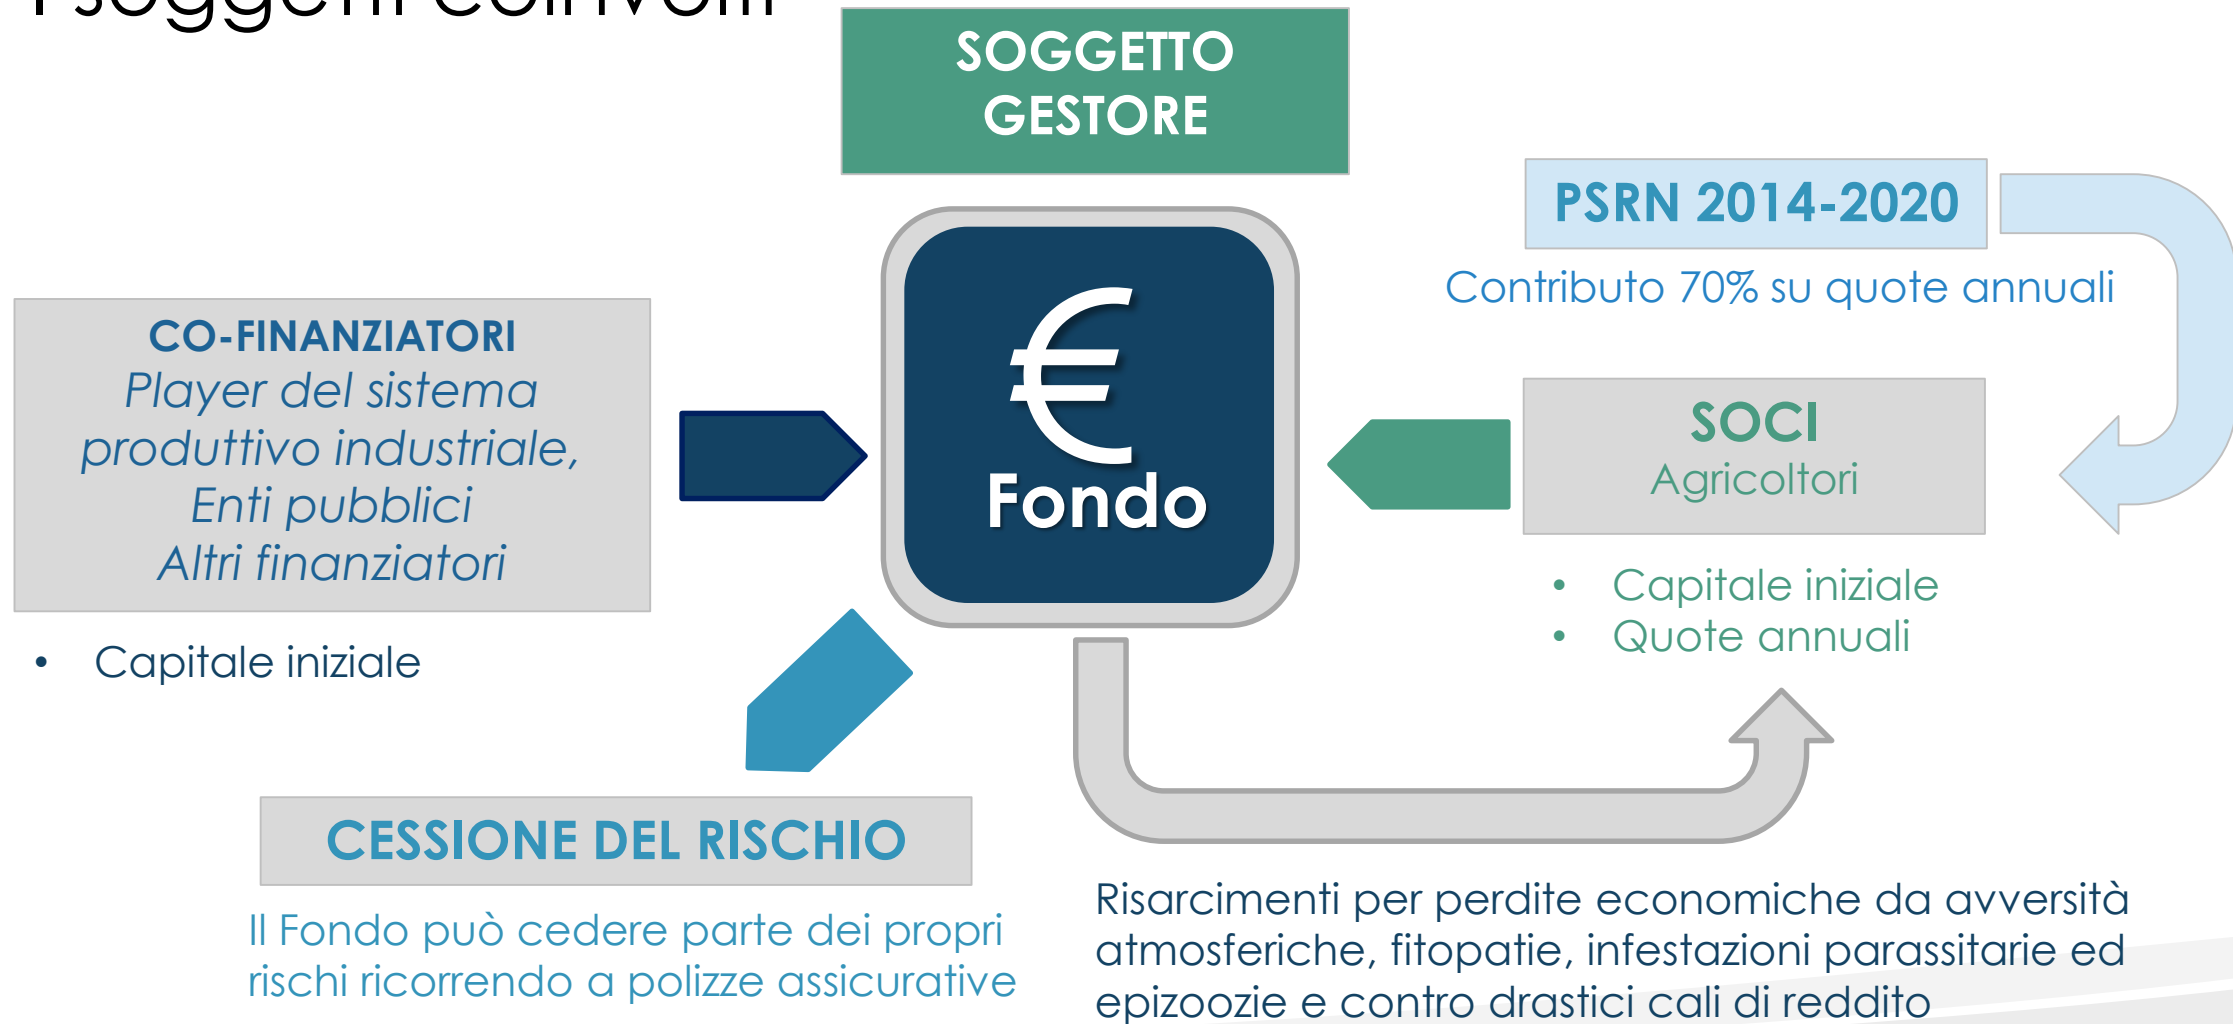 I soggetti coinvolti
SOGGETTO
GESTORE
PSRN 2014-2020
Contributo 70% su quote annuali
CO-FINANZIATORI
Player del sistema
produttivo industriale,
Enti pubblici
Altri finanziatori
• Capitale iniziale
€
Fondo
SOCI
Agricoltori
• Capitale iniziale
• Quote annuali
CESSIONE DEL RISCHIO
Il Fondo può cedere parte dei propri
rischi ricorrendo a polizze assicurative
Risarcimenti per perdite economiche da avversità
atmosferiche, fitopatie, infestazioni parassitarie ed
epizoozie e contro drastici cali di reddito